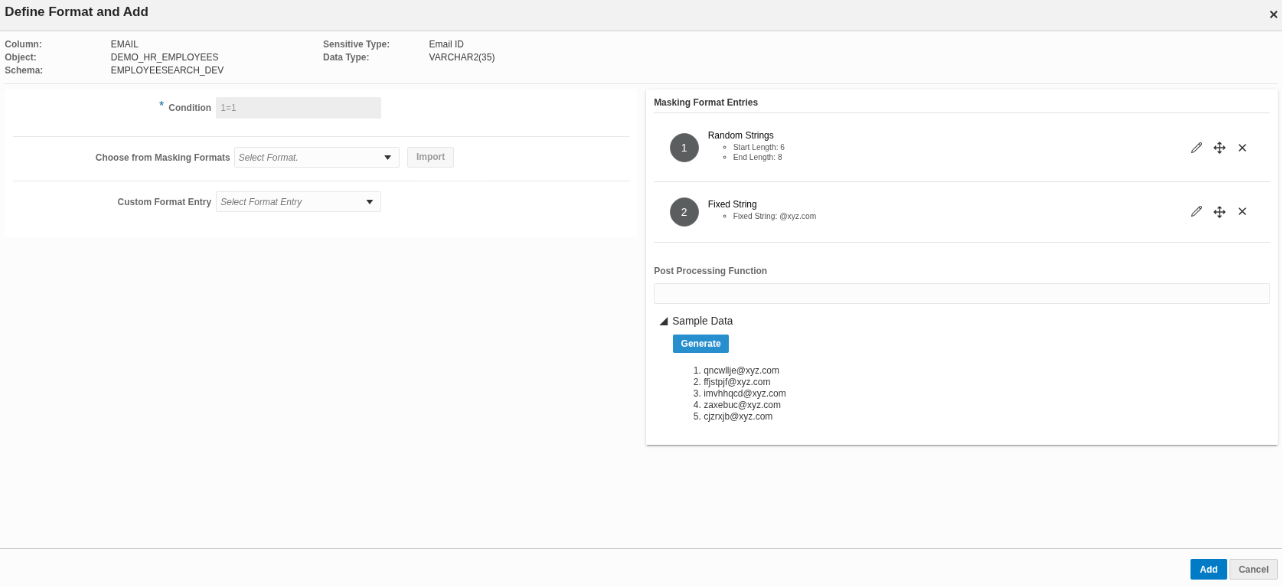 Define Format and Add
Column: EMAIL Sensitive Type: Email ID
Object: DEMO_HR_EMPLOYEES Data Type: VARCHAR2(35)
Schema: EMPLOYEESEARCH_DEV
* Condition 1=1
Choose from Masking Formats Select Format. Import
Custom Format Entry Select Format Entry
Masking Format Entries
1 Random Strings
Start Length: 6
End Length: 8
2 Fixed String
Fixed String: @xyz.com
Post Processing Function
Sample Data
Generate
1. qncwllje@xyz.com
2. ffjstpjf@xyz.com
3. imvhhqcd@xyz.com
4. zaxebuc@xyz.com
5. cjzrxjb@xyz.com
Add Cancel